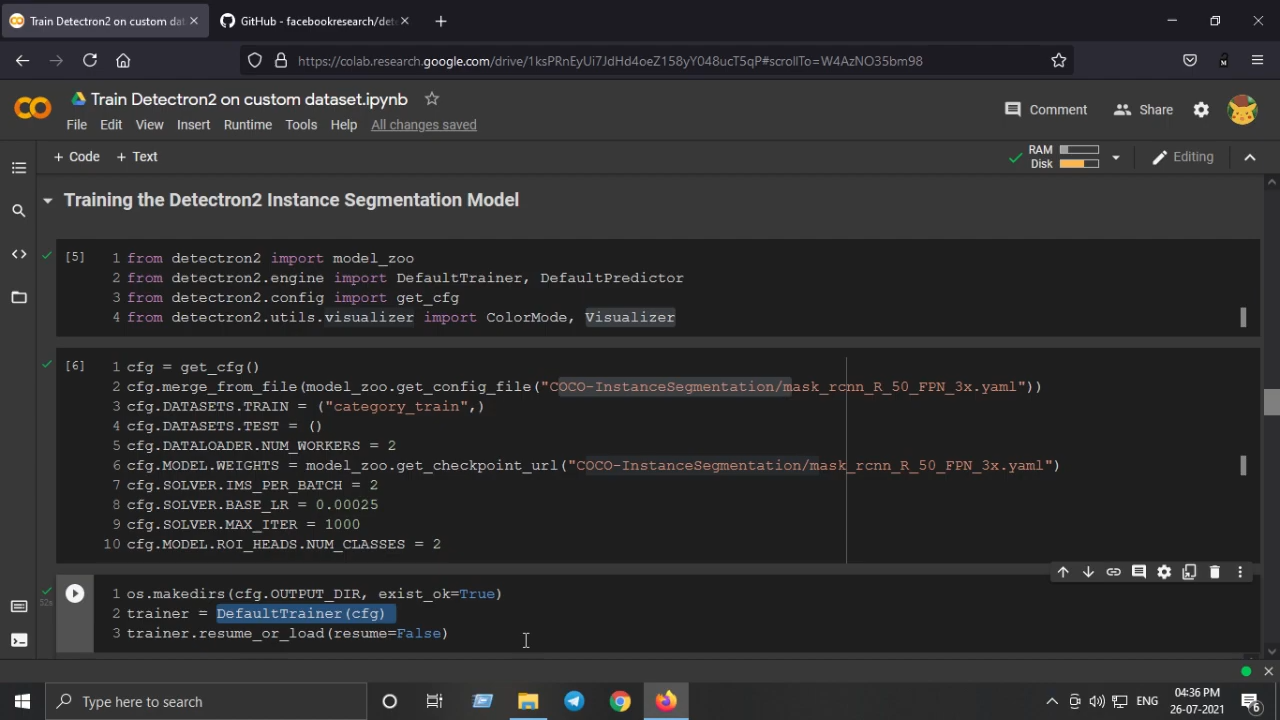 Train Detectron2 on custom dat
GitHub - facebookresearch/det
https://colab.research.google.com/drive/1ksPRnEyUi7JdHd4oeZ158yY048ucT5qP#scrollTo=W4AzNO35bm98
Train Detectron2 on custom dataset.ipynb
Comment
Share
File Edit View Insert Runtime Tools Help All changes saved
+ Code + Text
RAM
Disk
Editing
Training the Detectron2 Instance Segmentation Model
[5]
1 from detectron2 import model_zoo
2 from detectron2.engine import DefaultTrainer, DefaultPredictor
3 from detectron2.config import get_cfg
4 from detectron2.utils.visualizer import ColorMode, Visualizer
[6]
1 cfg = get_cfg()
2 cfg.merge_from_file(model_zoo.get_config_file("COCO-InstanceSegmentation/mask_rcnn_R_50_FPN_3x.yaml"))
3 cfg.DATASETS.TRAIN = ("category_train",)
4 cfg.DATASETS.TEST = ()
5 cfg.DATALOADER.NUM_WORKERS = 2
6 cfg.MODEL.WEIGHTS = model_zoo.get_checkpoint_url("COCO-InstanceSegmentation/mask_rcnn_R_50_FPN_3x.yaml")
7 cfg.SOLVER.IMS_PER_BATCH = 2
8 cfg.SOLVER.BASE_LR = 0.00025
9 cfg.SOLVER.MAX_ITER = 1000
10 cfg.MODEL.ROI_HEADS.NUM_CLASSES = 2
1 os.makedirs(cfg.OUTPUT_DIR, exist_ok=True)
2 trainer = DefaultTrainer(cfg)
3 trainer.resume_or_load(resume=False)
Type here to search
ENG
04:36 PM
26-07-2021
6